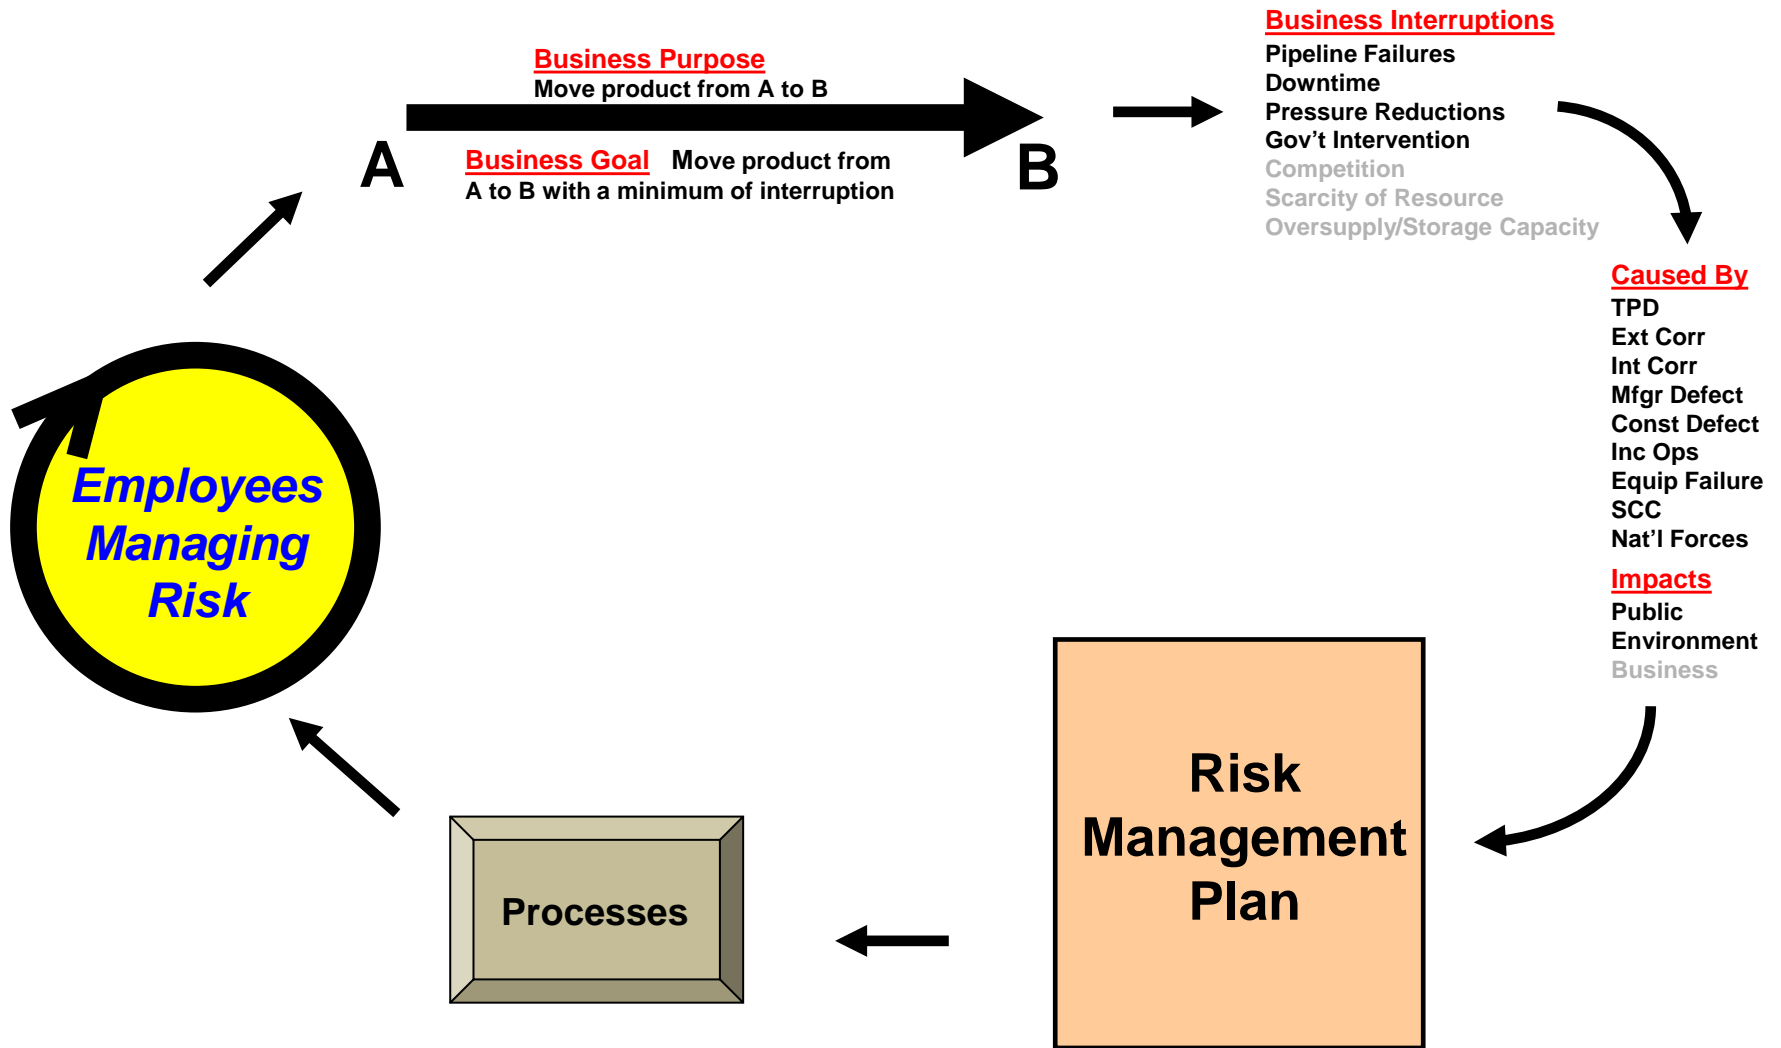 Business Purpose
Move product from A to B
A
B
Business Goal Move product from
A to B with a minimum of interruption
Business Interruptions
Pipeline Failures
Downtime
Pressure Reductions
Gov’t Intervention
Competition
Scarcity of Resource
Oversupply/Storage Capacity
Caused By
TPD
Ext Corr
Int Corr
Mfgr Defect
Const Defect
Inc Ops
Equip Failure
SCC
Nat’l Forces
Impacts
Public
Environment
Business
Risk
Management
Plan
Processes
Employees
Managing
Risk